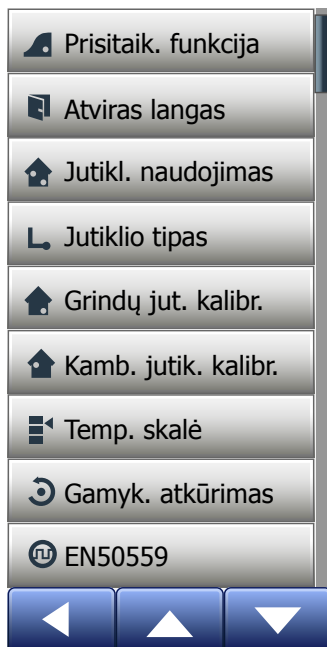 Prisitaik. funkcija
Atviras langas
Jutikl. naudojimas
Jutiklio tipas
Grindų jut. kalibr.
Kamb. jutik. kalibr.
Temp. skalė
Gamyk. atkūrimas
EN50559